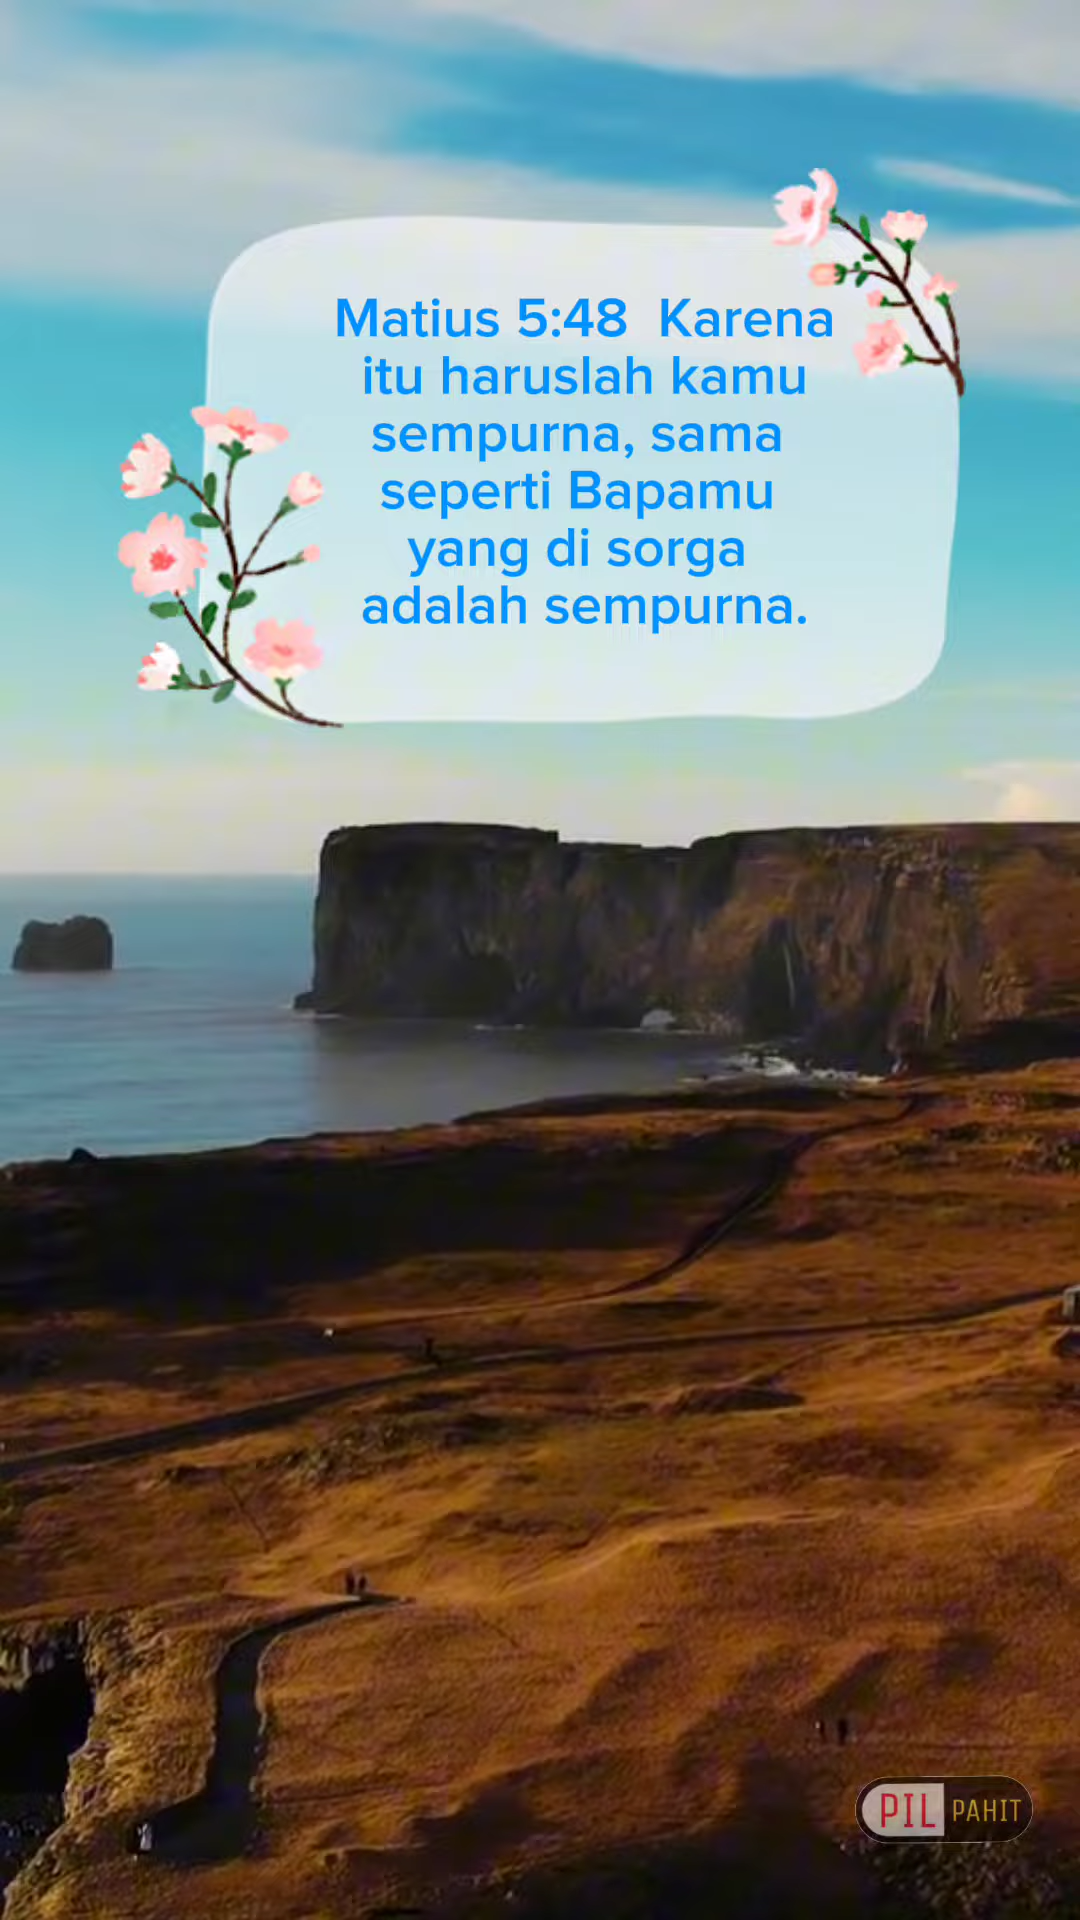 Matius 5:48  Karena
itu haruslah kamu
sempurna, sama
seperti Bapamu
yang di sorga
adalah sempurna.
PIL PAHIT